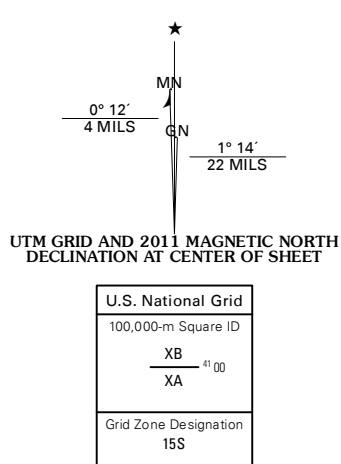 ★
MN
0° 12´
4 MILS
GN
1° 14´
22 MILS
UTM GRID AND 2011 MAGNETIC NORTH
DECLINATION AT CENTER OF SHEET
U.S. National Grid
100,000-m Square ID
XB
41 00
XA
Grid Zone Designation
15S